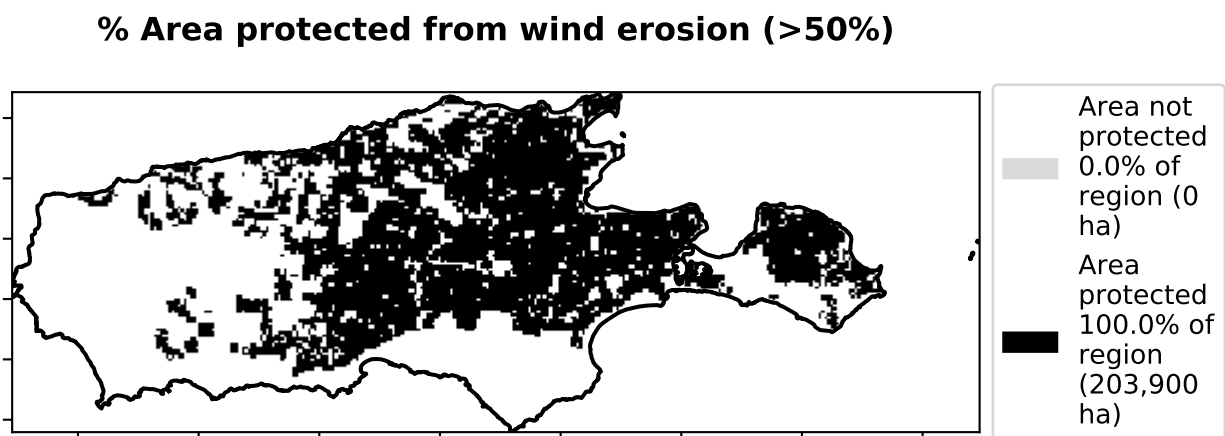 % Area protected from wind erosion (>50%)
Area not
protected
0.0% of
region (0
ha)
Area
protected
100.0% of
region
(203,900
ha)